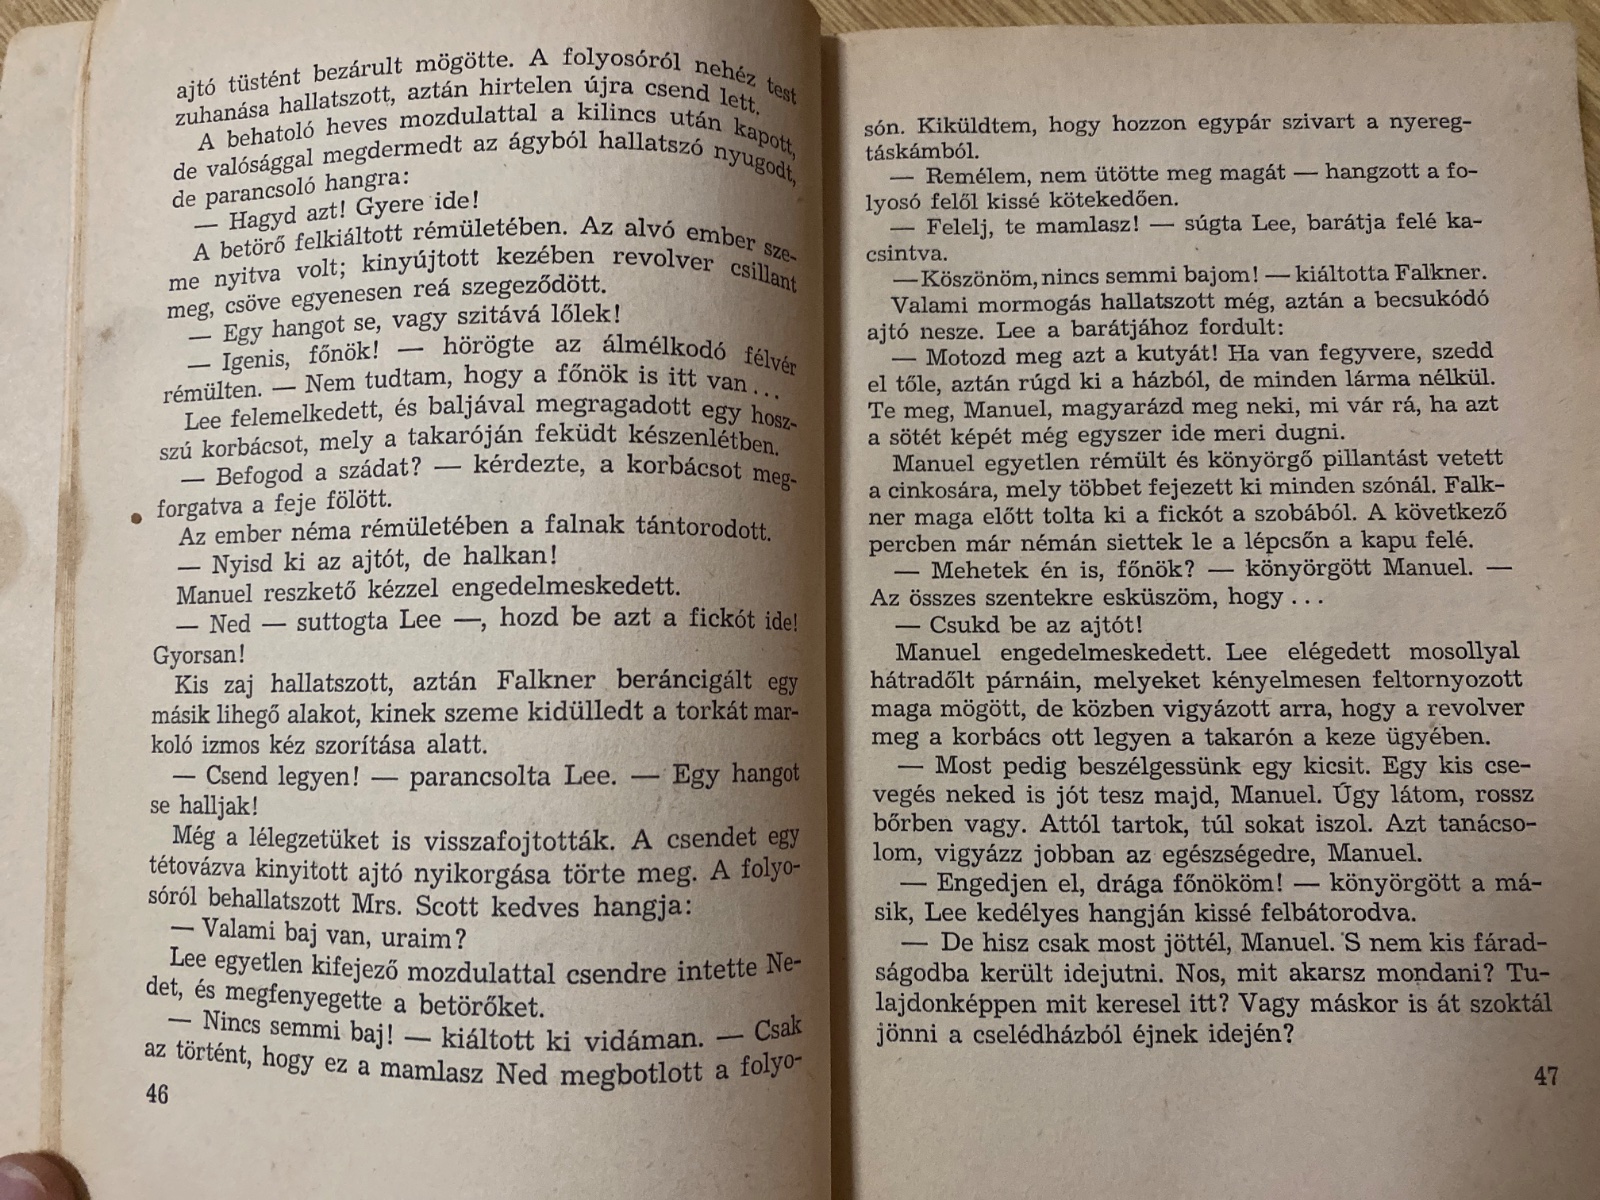 ajtó tüstént bezárult mögötte. A folyosóról nehéz test
zuhanása hallatszott, aztán hirtelen újra csend lett.
A behatoló heves mozdulattal a kilincs után kapott,
de valósággal megdermedt az ágyból hallatszó nyugodt,
de parancsoló hangra:
— Hagyd azt! Gyere ide!
A betörő felkiáltott rémületében. Az alvó ember sze-
me nyitva volt; kinyújtott kezében revolver csillant
meg, csöve egyenesen reá szegeződött.
— Egy hangot se, vagy szitává lőlek!
— Igenis, főnök! — hörögte az álmélkodó félvér
rémülten. — Nem tudtam, hogy a főnök is itt van...
Lee felemelkedett, és baljával megragadott egy hosz-
szú korbácsot, mely a takaróján feküdt készenlétben.
— Befogod a szádat? — kérdezte, a korbácsot meg-
forgatva a feje fölött.
Az ember néma rémületében a falnak tántorodott.
— Nyisd ki az ajtót, de halkan!
Manuel reszkető kézzel engedelmeskedett.
— Ned — suttogta Lee —, hozd be azt a fickót ide!
Gyorsan!
Kis zaj hallatszott, aztán Falkner beráncigált egy
másik lihegő alakot, kinek szeme kidülledt a torkát mar-
koló izmos kéz szorítása alatt.
— Csend legyen! — parancsolta Lee. — Egy hangot
se halljak!
Még a lélegzetüket is visszafojtották. A csendet egy
tétovázva kinyitott ajtó nyikorgása törte meg. A folyo-
sóról behallatszott Mrs. Scott kedves hangja:
— Valami baj van, uraim?
Lee egyetlen kifejező mozdulattal csendre intette Ne-
det, és megfenyegette a betörőket.
— Nincs semmi baj! — kiáltott ki vidáman. — Csak
az történt, hogy ez a mamlasz Ned megbotlott a folyo-
46
són. Kiküldtem, hogy hozzon egypár szivart a nyereg-
táskámból.
— Remélem, nem ütötte meg magát — hangzott a fo-
lyosó felől kissé kötekedően.
— Felelj, te mamlasz! — súgta Lee, barátja felé ka-
csintva.
— Köszönöm, nincs semmi bajom! — kiáltotta Falkner.
Valami mormogás hallatszott még, aztán a becsukódó
ajtó nesze. Lee a barátjához fordult:
— Motozd meg azt a kutyát! Ha van fegyvere, szedd
el tőle, aztán rúgd ki a házból, de minden lárma nélkül.
Te meg, Manuel, magyarázd meg neki, mi vár rá, ha azt
a sötét képét még egyszer ide meri dugni.
Manuel egyetlen rémült és könyörgő pillantást vetett
a cinkosára, mely többet fejezett ki minden szónál. Falk-
ner maga előtt tolta ki a fickót a szobából. A következő
percben már némán siettek le a lépcsőn a kapu felé.
— Mehetek én is, főnök? — könyörgött Manuel. —
Az összes szentekre esküszöm, hogy...
— Csukd be az ajtót!
Manuel engedelmeskedett. Lee elégedett mosollyal
hátradőlt párnáin, melyeket kényelmesen feltornyozott
maga mögött, de közben vigyázott arra, hogy a revolver
meg a korbács ott legyen a takarón a keze ügyében.
— Most pedig beszélgessünk egy kicsit. Egy kis cse-
vegés neked is jót tesz majd, Manuel. Úgy látom, rossz
bőrben vagy. Attól tartok, túl sokat iszol. Azt tanácso-
lom, vigyázz jobban az egészségedre, Manuel.
— Engedjen el, drága főnököm! — könyörgött a má-
sik, Lee kedélyes hangján kissé felbátorodva.
— De hisz csak most jöttél, Manuel. 'S nem kis fárad-
ságodba került idejutni. Nos, mit akarsz mondani? Tu-
lajdonképpen mit keresel itt? Vagy máskor is át szoktál
jönni a cselédházból éjnek idején?
47